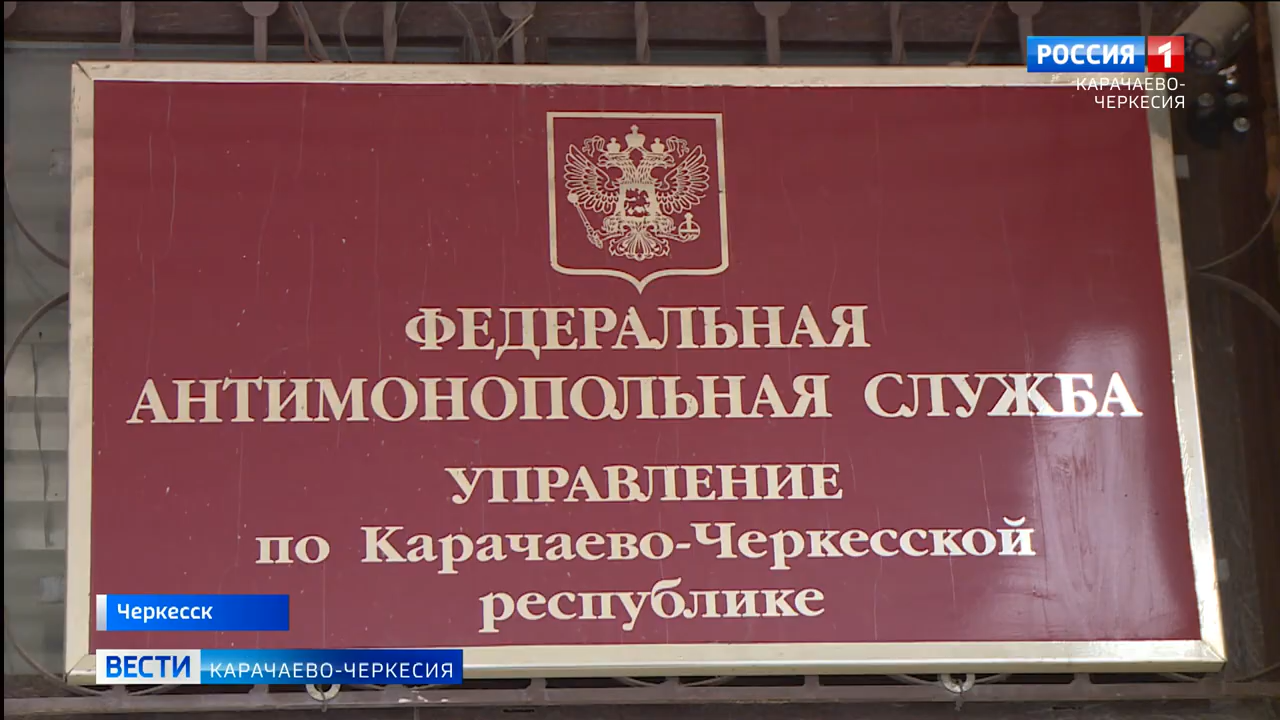 РОССИЯ 1
КАРАЧАЕВО-
ЧЕРКЕСИЯ
ФЕДЕРАЛЬНАЯ
АНТИМОНОПОЛЬНАЯ СЛУЖБА
УПРАВЛЕНИЕ
по Карачаево-Черкесской
республике
Черкесск
ВЕСТИ КАРАЧАЕВО-ЧЕРКЕСИЯ